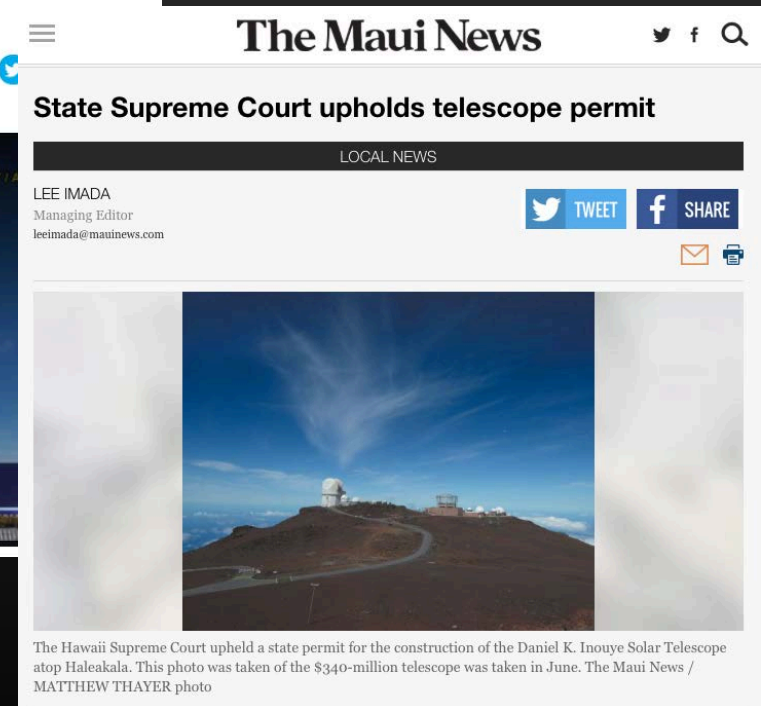 The Maui News
State Supreme Court upholds telescope permit
LOCAL NEWS
LEE IMADA
Managing Editor
leeimada@mauinews.com
TWEET
SHARE
The Hawaii Supreme Court upheld a state permit for the construction of the Daniel K. Inouye Solar Telescope
atop Haleakala. This photo was taken of the $340-million telescope was taken in June. The Maui News /
MATTHEW THAYER photo